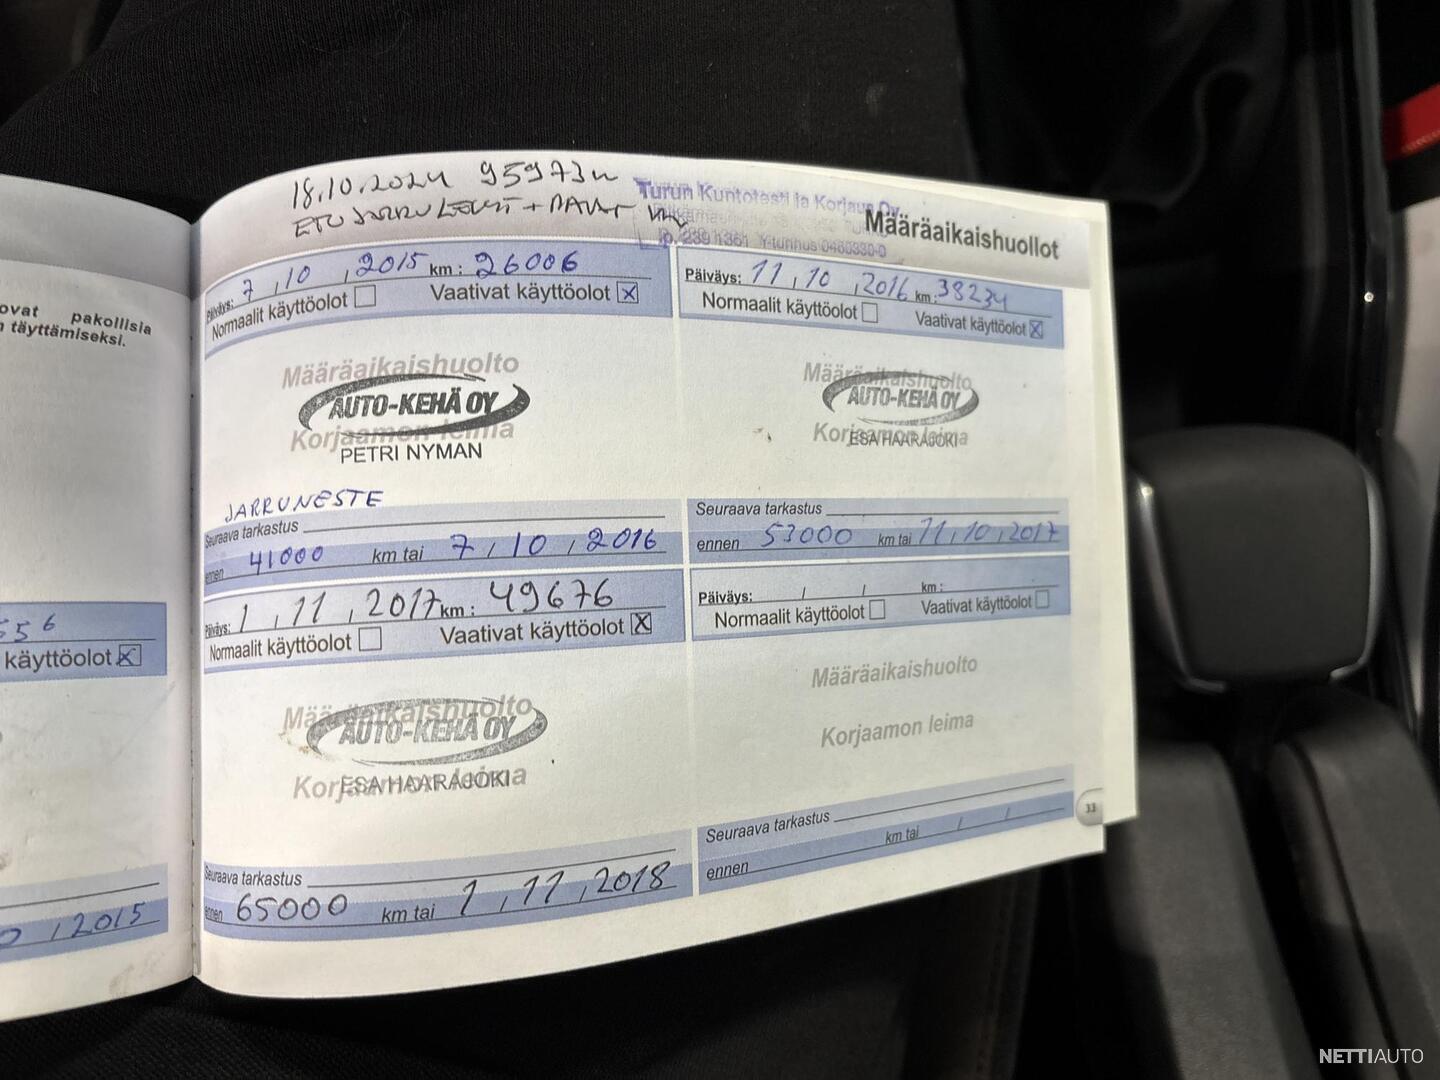 ovat pakollisia
täyttämiseksi.
556
käyttöolot X
, 2015
18.10.2024 95973
ETU JARRU LEVYT + PALAT
Turun Kuntotesti ja Korjaus Oy
Y-tunnus
Määräaikaishuollot
Päiväys: 7 , 10 , 2015 km : 26006
Normaalit käyttöolot Vaativat käyttöolot X
Määräaikaishuolto
AUTO-KEHÄ OY
Korjaamon leima
PETRI NYMAN
JARRUNESTE
Seuraava tarkastus
ennen 41000 km tai 7 , 10 , 2016
Päiväys: 11 , 10 , 2016 km : 38234
Normaalit käyttöolot Vaativat käyttöolot X
Määräaikaishuolto
AUTO-KEHÄ OY
Korjaamon leima
ESA HAARAJOKI
Seuraava tarkastus
ennen 53000 km tai 11 , 10 , 2017
Päiväys: 1 , 11 , 2017 km : 49676
Normaalit käyttöolot Vaativat käyttöolot X
Määräaikaishuolto
AUTO-KEHÄ OY
Korjaamon leima
ESA HAARAJOKI
Seuraava tarkastus
ennen 65000 km tai 1 , 11 , 2018
Päiväys: / / km :
Normaalit käyttöolot Vaativat käyttöolot
Määräaikaishuolto
Korjaamon leima
Seuraava tarkastus
ennen km tai / /
33
NETTIAUTO